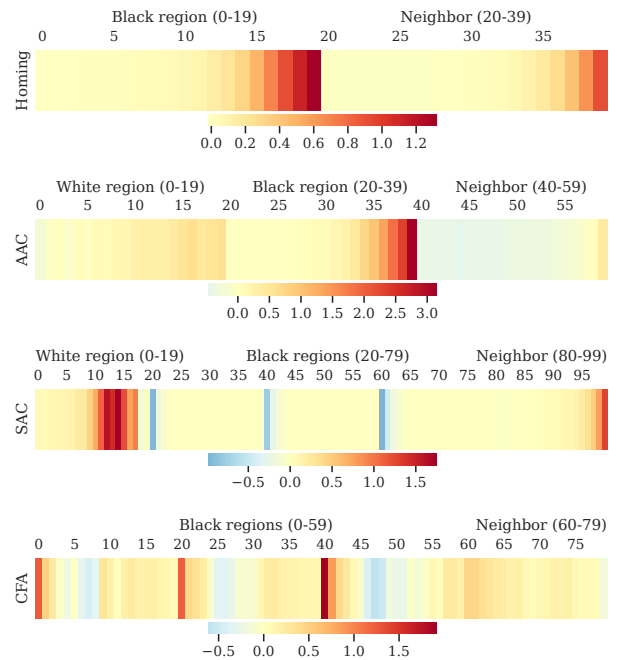 Black region (0-19) Neighbor (20-39)
0 5 10 15 20 25 30 35
Homing
0.0 0.2 0.4 0.6 0.8 1.0 1.2
White region (0-19) Black region (20-39) Neighbor (40-59)
0 5 10 15 20 25 30 35 40 45 50 55
AAC
0.0 0.5 1.0 1.5 2.0 2.5 3.0
White region (0-19) Black regions (20-79) Neighbor (80-99)
0 5 10 15 20 25 30 35 40 45 50 55 60 65 70 75 80 85 90 95
SAC
−0.5 0.0 0.5 1.0 1.5
Black regions (0-59) Neighbor (60-79)
0 5 10 15 20 25 30 35 40 45 50 55 60 65 70 75
CFA
−0.5 0.0 0.5 1.0 1.5